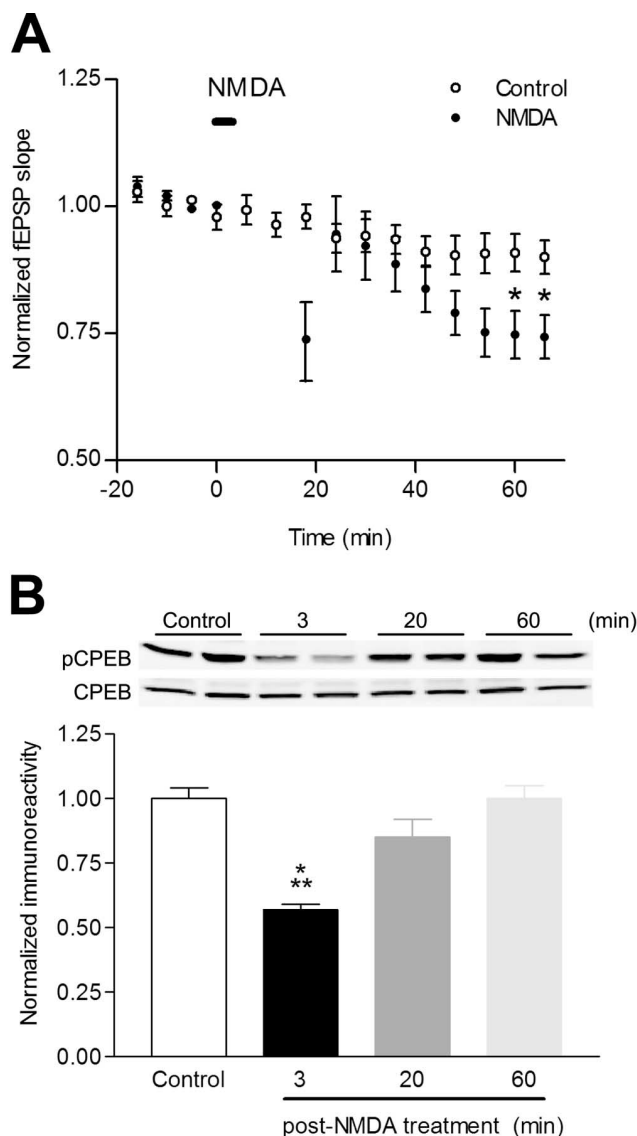 A
1.25
NMDA
Control
NMDA
1.00
Normalized fEPSP slope
* *
0.75
0.50
-20 0 20 40 60
Time (min)
B
Control 3 20 60 (min)
pCPEB
CPEB
1.25
1.00
Normalized immunoreactivity
0.75
*
**
0.50
0.25
0.00
Control 3 20 60
post-NMDA treatment (min)